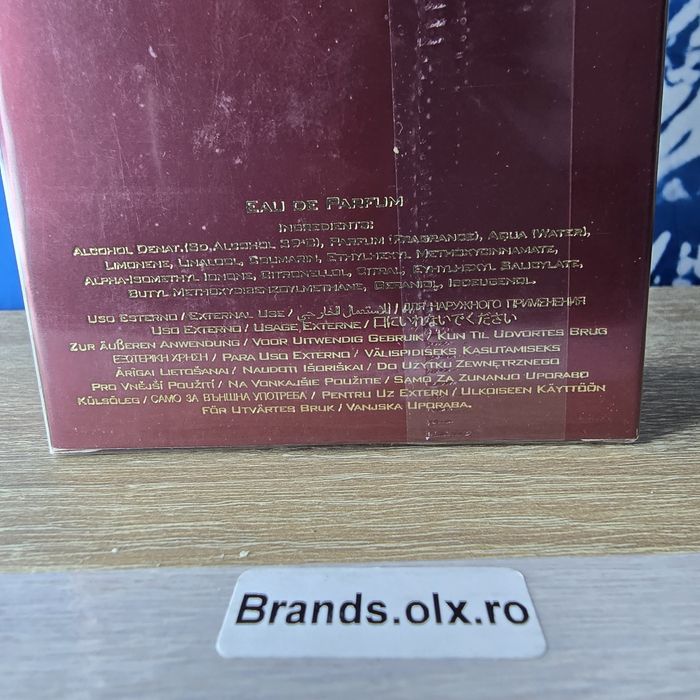 EAU DE PARFUM
INGREDIENTS:
ALCOHOL DENAT.(SD.ALCOHOL 39-C), PARFUM (FRAGRANCE), AQUA (WATER),
LIMONENE, LINALOOL, COUMARIN, ETHYLHEXYL METHOXYCINNAMATE,
ALPHA-ISOMETHYL IONONE, CITRONELLOL, CITRAL, EHYLHEXYL SALICYLATE,
BUTYL METHOXYDIBENZOYLMETHANE, GERANIOL, ISOEUGENOL.
USO ESTERNO / EXTERNAL USE / للاستعمال الخارجي / ДЛЯ НАРУЖНОГО ПРИМЕНЕНИЯ
USO EXTERNO / USAGE EXTERNE / 口にいれないでください
ZUR ÄUßEREN ANWENDUNG / VOOR UITWENDIG GEBRUIK / KUN TIL UDVORTES BRUG
ΕΞΩΤΕΡΙΚΗ ΧΡΗΣΗ / PARA USO EXTERNO / VÄLISPIDISEKS KASUTAMISEKS
ĀRĪGAI LIETOŠANAI / NAUDOTI IŠORIŠKAI / DO UŻYTKU ZEWNĘTRZNEGO
PRO VNĚJŠÍ POUŽITÍ / NA VONKAJŠIE POUŽITIE / SAMO ZA ZUNANJO UPORABO
KÜLSŐLEG / САМО ЗА ВЪНШНА УПОТРЕБА / PENTRU UZ EXTERN / ULKOISEEN KÄYTTÖÖN
FÖR UTVÄRTES BRUK / VANJSKA UPORABA.
Brands.olx.ro